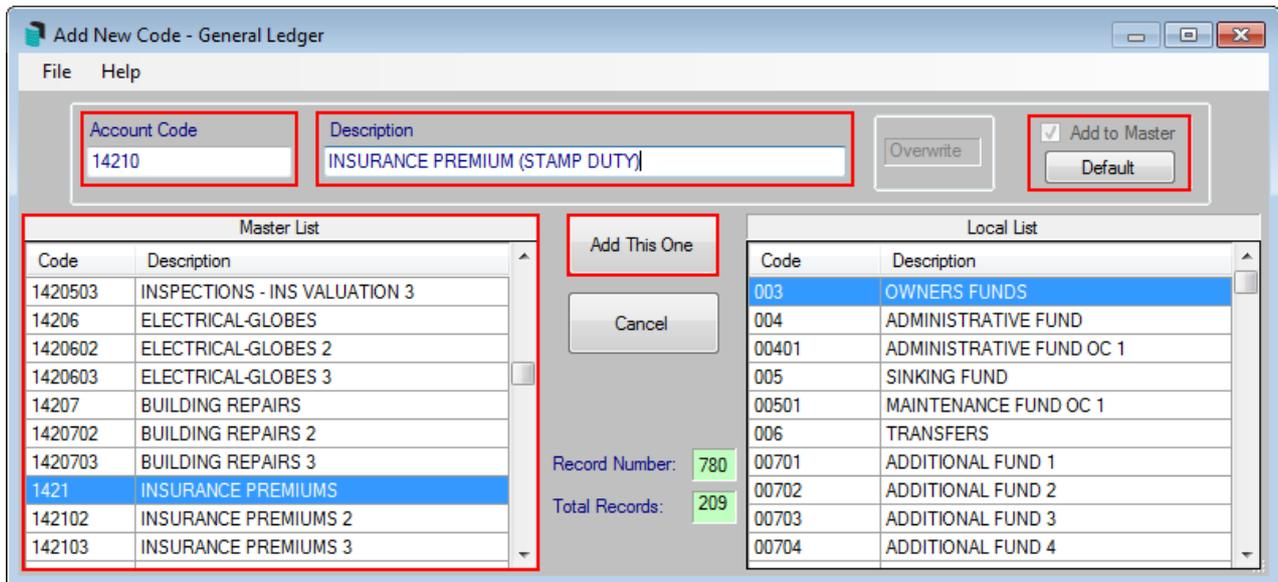 Add New Code - General Ledger
File Help
Account Code
14210
Description
INSURANCE PREMIUM (STAMP DUTY)
Overwrite
Add to Master
Default
Master List
Code Description
1420503 INSPECTIONS - INS VALUATION 3
14206 ELECTRICAL-GLOBES
1420602 ELECTRICAL-GLOBES 2
1420603 ELECTRICAL-GLOBES 3
14207 BUILDING REPAIRS
1420702 BUILDING REPAIRS 2
1420703 BUILDING REPAIRS 3
1421 INSURANCE PREMIUMS
142102 INSURANCE PREMIUMS 2
142103 INSURANCE PREMIUMS 3
Add This One
Cancel
Record Number: 780
Total Records: 209
Local List
Code Description
003 OWNERS FUNDS
004 ADMINISTRATIVE FUND
00401 ADMINISTRATIVE FUND OC 1
005 SINKING FUND
00501 MAINTENANCE FUND OC 1
006 TRANSFERS
00701 ADDITIONAL FUND 1
00702 ADDITIONAL FUND 2
00703 ADDITIONAL FUND 3
00704 ADDITIONAL FUND 4